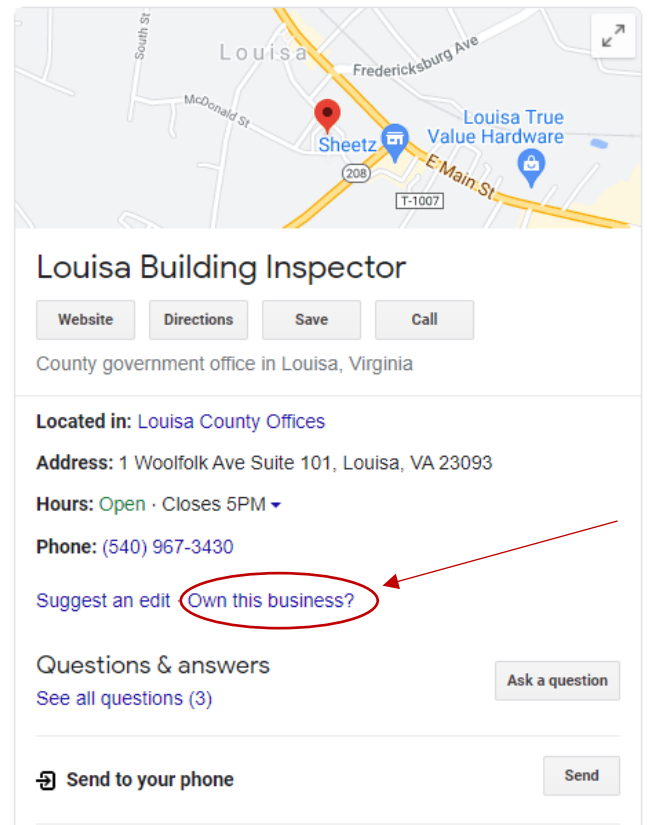 South St
Louisa
Fredericksburg Ave
McDonald St
Louisa True
Value Hardware
Sheetz
208
E Main St
T-1007
Louisa Building Inspector
Website Directions Save Call
County government office in Louisa, Virginia
Located in: Louisa County Offices
Address: 1 Woolfolk Ave Suite 101, Louisa, VA 23093
Hours: Open · Closes 5PM
Phone: (540) 967-3430
Suggest an edit · Own this business?
Questions & answers
Ask a question
See all questions (3)
Send to your phone
Send